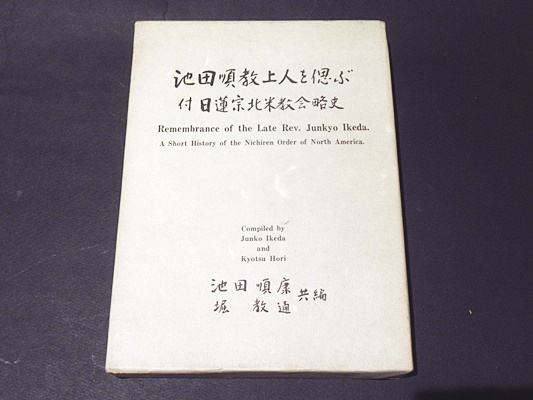 池田順教上人を偲ぶ
付 日蓮宗北米教会略史
Remembrance of the Late Rev. Junkyo Ikeda.
A Short History of the Nichiren Order of North America.
Compiled by
Junko Ikeda
and
Kyotsu Hori
池田順康
堀教通 共編